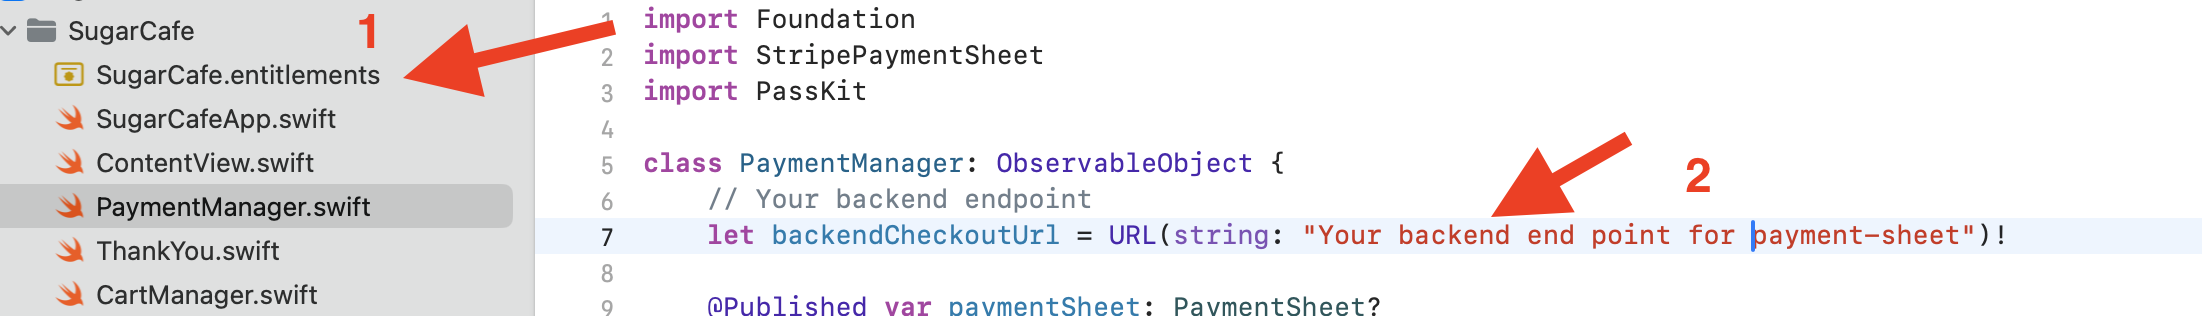 SugarCafe
1
SugarCafe.entitlements
SugarCafeApp.swift
ContentView.swift
PaymentManager.swift
ThankYou.swift
CartManager.swift
1 import Foundation
2 import StripePaymentSheet
3 import PassKit
4
5 class PaymentManager: ObservableObject {
6 // Your backend endpoint
2
7 let backendCheckoutUrl = URL(string: "Your backend end point for payment-sheet")!
8
9 @Published var paymentSheet: PaymentSheet?